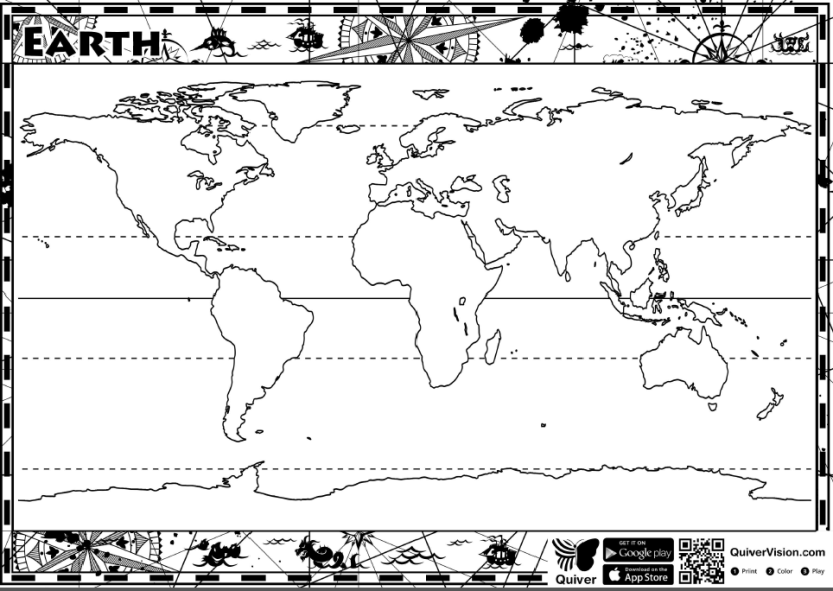 EARTH
Quiver
GET IT ON
Google play
Download on the
App Store
QuiverVision.com
1 Print 2 Color 3 Play